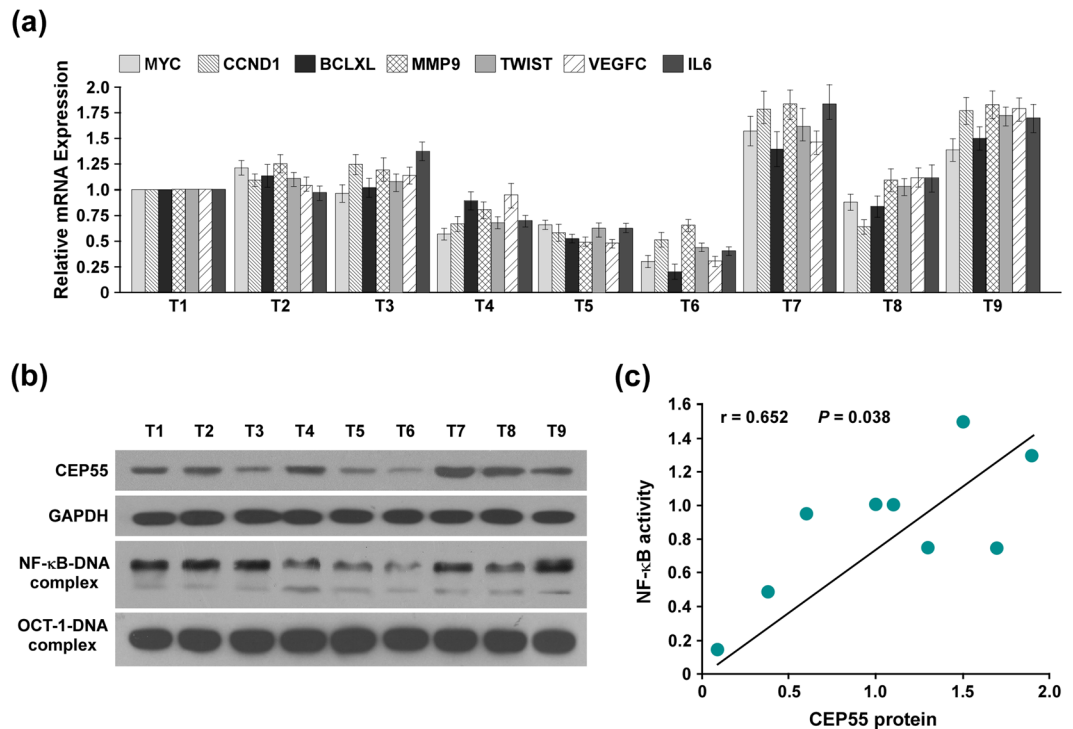 (a)
MYC CCND1 BCLXL MMP9 TWIST VEGFC IL6
Relative mRNA Expression
2.0
1.75
1.5
1.25
1.0
0.75
0.5
0.25
0
T1 T2 T3 T4 T5 T6 T7 T8 T9
(b)
T1 T2 T3 T4 T5 T6 T7 T8 T9
CEP55
GAPDH
NF-κB-DNA
complex
OCT-1-DNA
complex
(c)
r = 0.652 P = 0.038
NF-κB activity
1.6
1.4
1.2
1.0
0.8
0.6
0.4
0.2
0
0 0.5 1.0 1.5 2.0
CEP55 protein